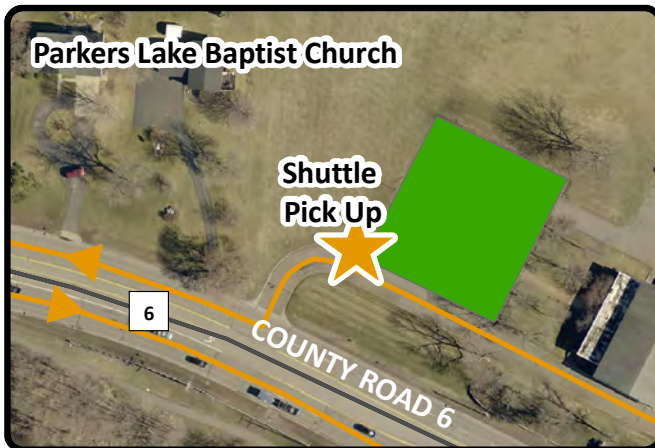 Parkers Lake Baptist Church
Shuttle
Pick Up
6
COUNTY ROAD 6